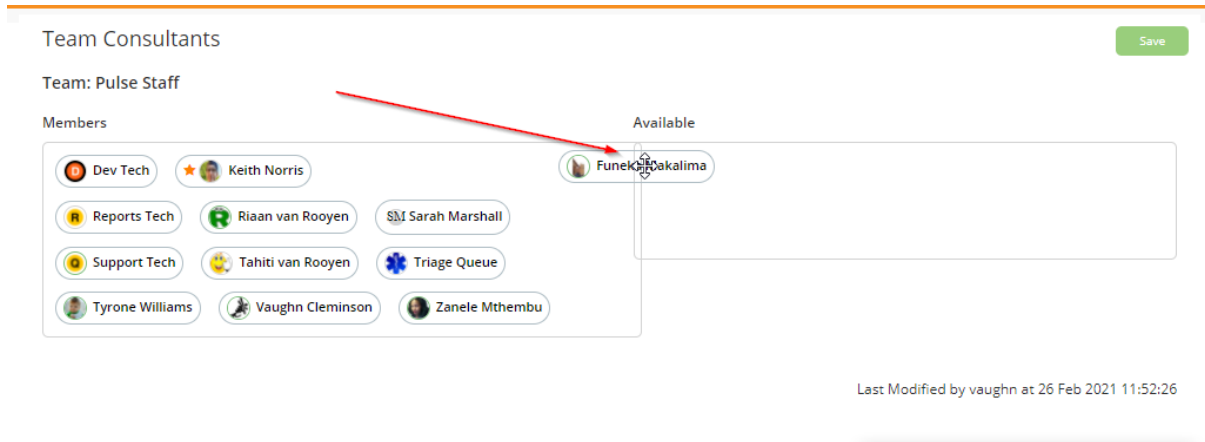 Team Consultants
Save
Team: Pulse Staff
Members
Available
D Dev Tech
Keith Norris
R Reports Tech
R Riaan van Rooyen
SM Sarah Marshall
Q Support Tech
Tahiti van Rooyen
Triage Queue
Tyrone Williams
Vaughn Cleminson
Zanele Mthembu
Last Modified by vaughn at 26 Feb 2021 11:52:26